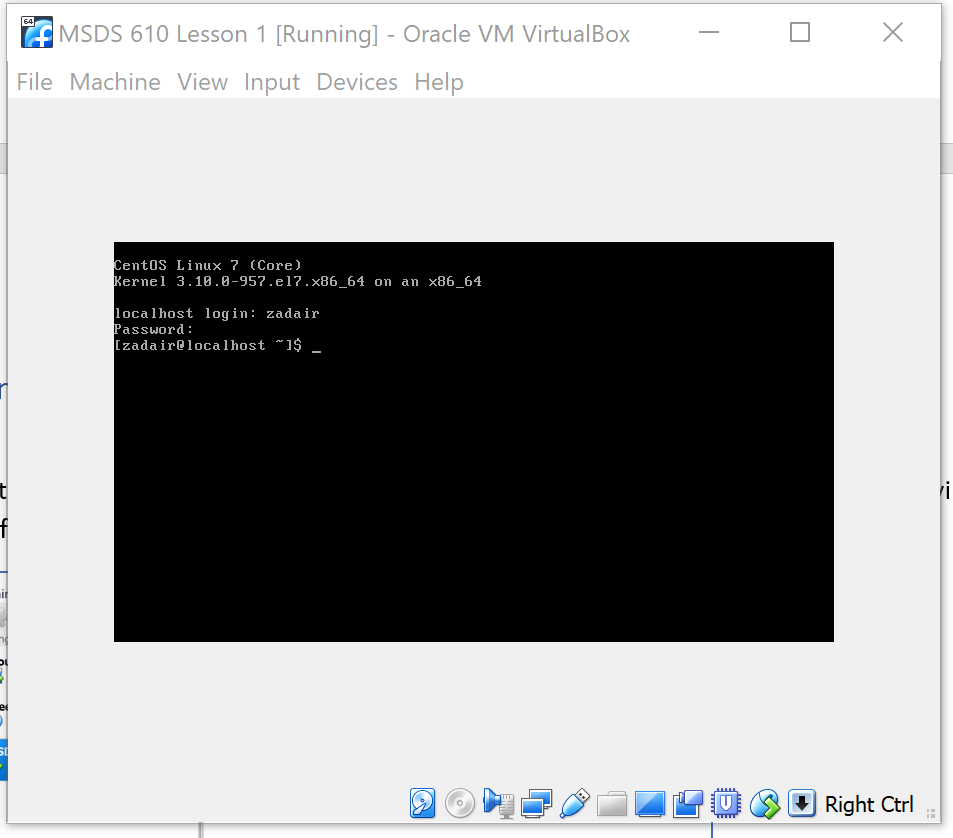 64
MSDS 610 Lesson 1 [Running] - Oracle VM VirtualBox
File Machine View Input Devices Help
CentOS Linux 7 (Core)
Kernel 3.10.0-957.el7.x86_64 on an x86_64
localhost login: zadair
Password:
[zadair@localhost ~]$ _
Right Ctrl